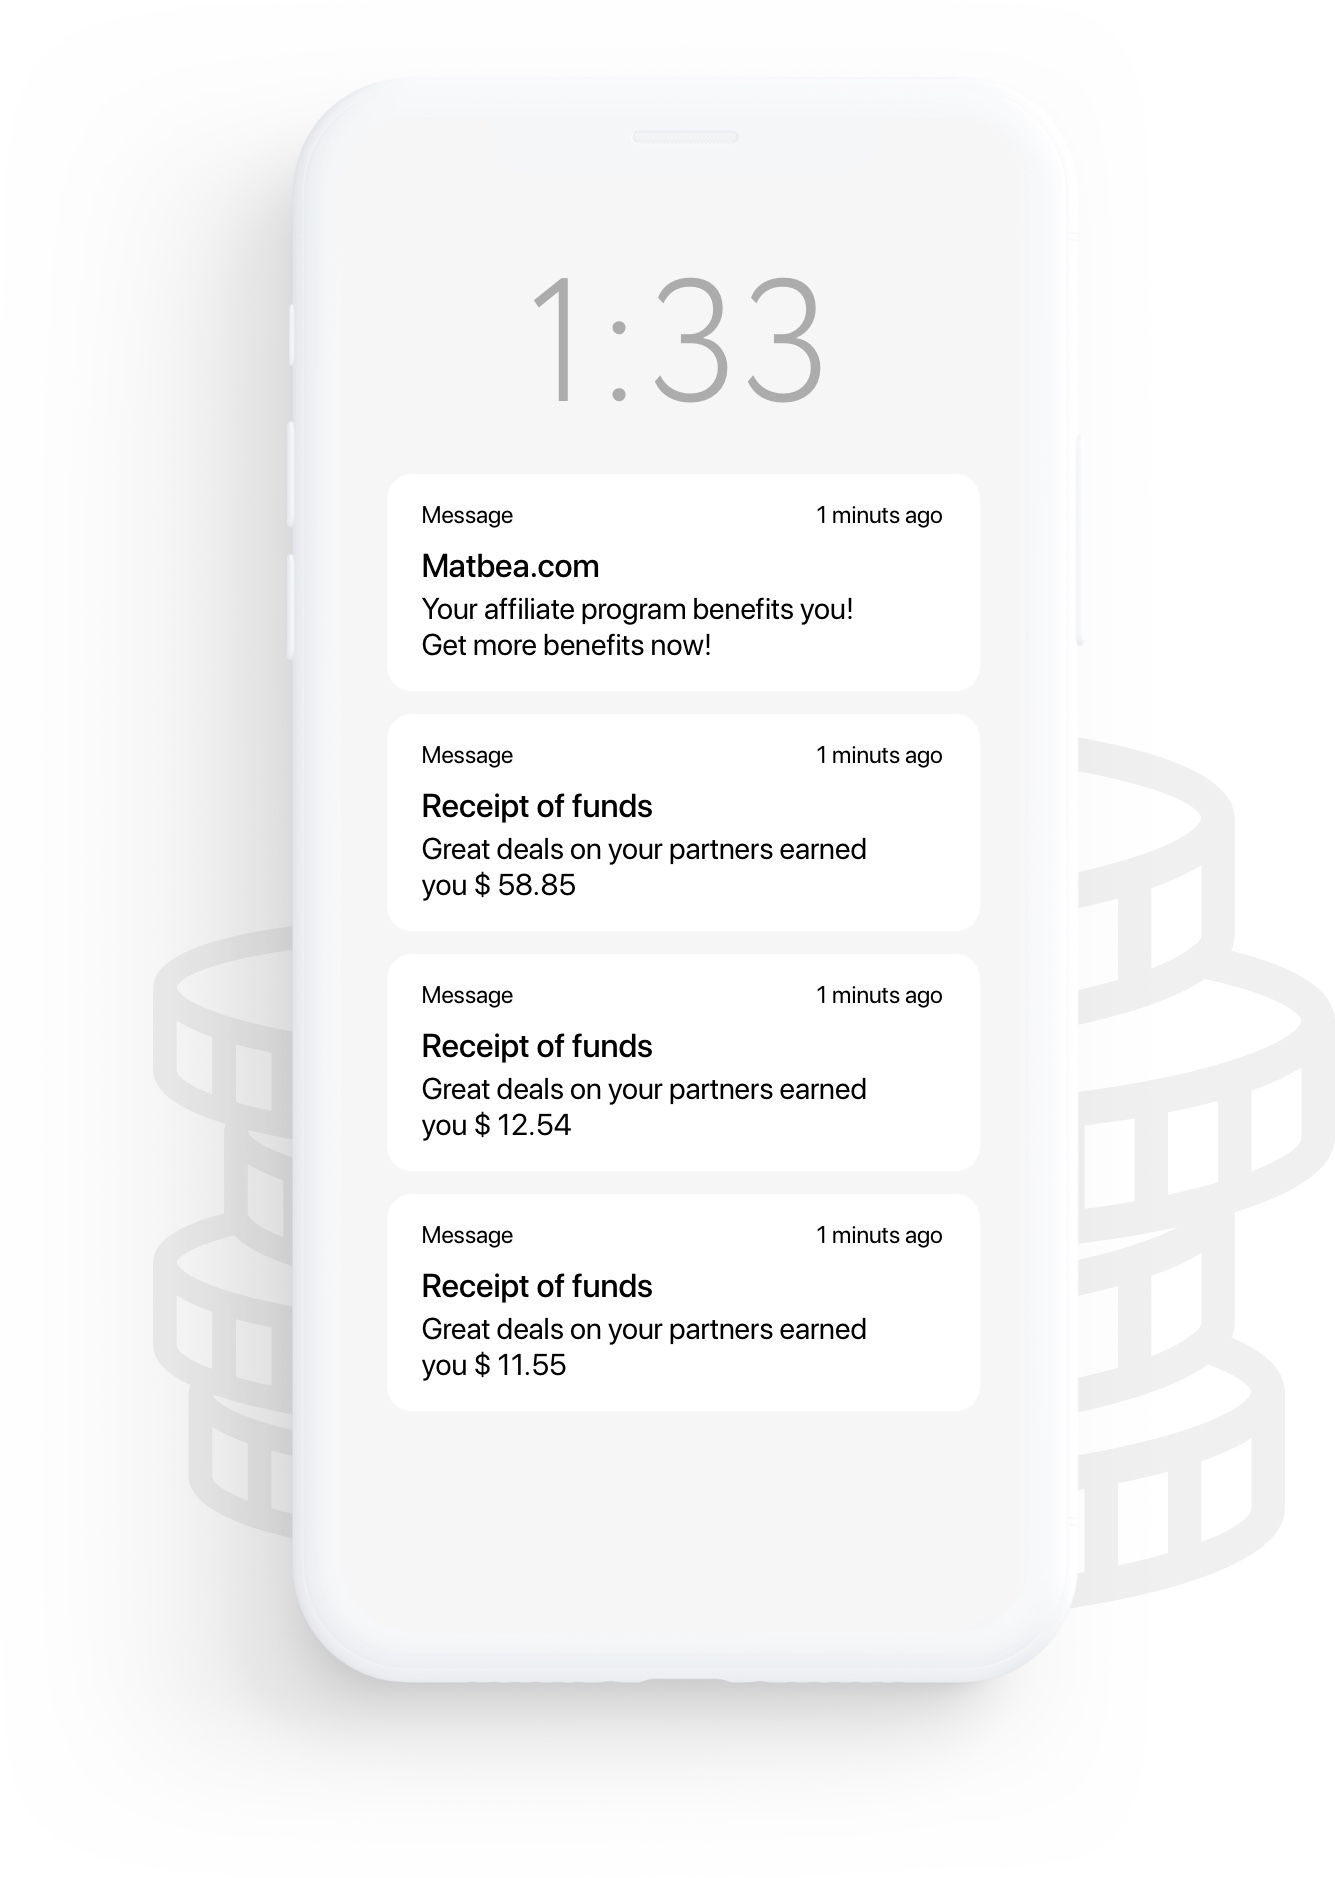 1:33
Message 1 minuts ago
Matbea.com
Your affiliate program benefits you!
Get more benefits now!
Message 1 minuts ago
Receipt of funds
Great deals on your partners earned
you $ 58.85
Message 1 minuts ago
Receipt of funds
Great deals on your partners earned
you $ 12.54
Message 1 minuts ago
Receipt of funds
Great deals on your partners earned
you $ 11.55